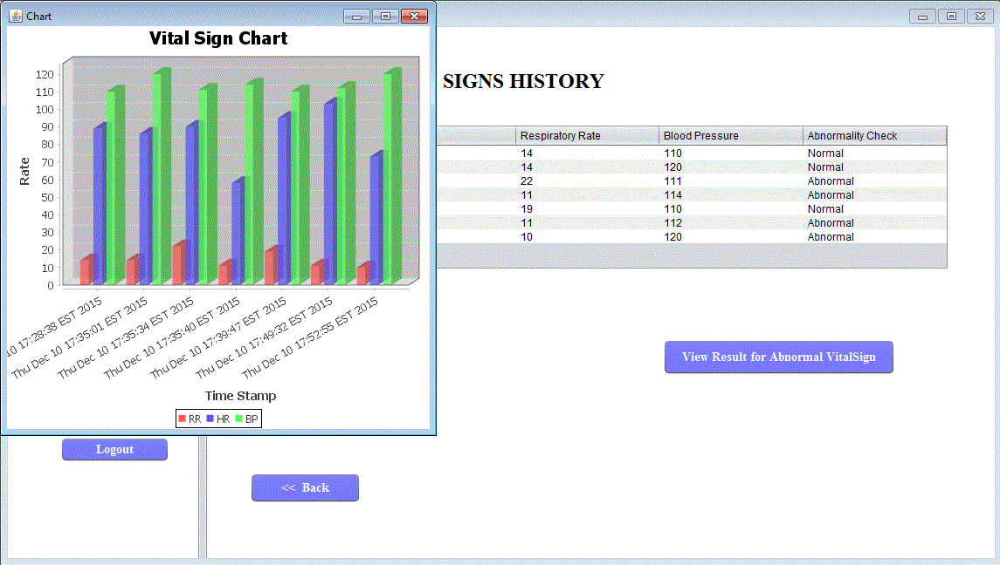 Chart
Vital Sign Chart
120
110
100
90
80
70
60
50
40
30
20
10
0
Rate
10 17:28:38 EST 2015
Thu Dec 10 17:35:01 EST 2015
Thu Dec 10 17:35:34 EST 2015
Thu Dec 10 17:35:40 EST 2015
Thu Dec 10 17:39:47 EST 2015
Thu Dec 10 17:49:32 EST 2015
Thu Dec 10 17:52:55 EST 2015
Time Stamp
RR HR BP
SIGNS HISTORY
Respiratory Rate Blood Pressure Abnormality Check
14 110 Normal
14 120 Normal
22 111 Abnormal
11 114 Abnormal
19 110 Normal
11 112 Abnormal
10 120 Abnormal
View Result for Abnormal VitalSign
Logout
<< Back